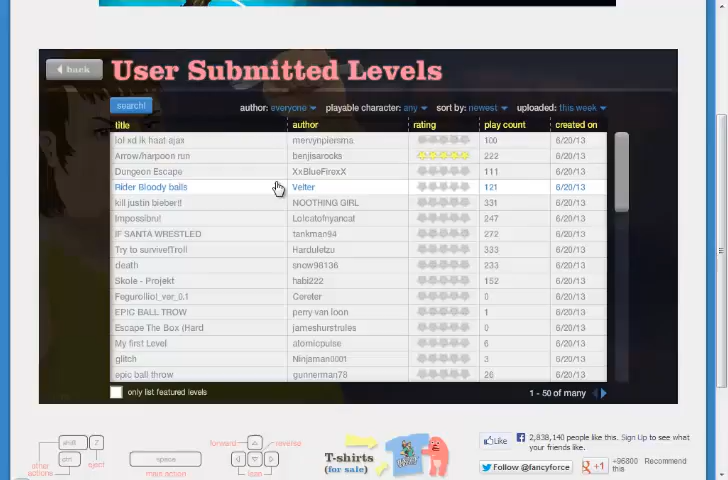 back
User Submitted Levels
search!
author: everyone playable character: any sort by: newest uploaded: this week
title author rating play count created on
lol xd ik haat ajax mervynpiersma 100 6/20/13
Arrow/harpoon run benjisarocks 222 6/20/13
Dungeon Escape XxBlueFirexX 111 6/20/13
Rider Bloody balls Velter 121 6/20/13
kill justin bieber!! NOOTHING GIRL 331 6/20/13
Impossibru! Lolcatofnyancat 247 6/20/13
IF SANTA WRESTLED tankman94 272 6/20/13
Try to survive!Troll Harduletzu 333 6/20/13
death snow98136 233 6/20/13
Skole - Projekt habi222 152 6/20/13
Fegurollio!_ver_0.1 Cereter 0 6/20/13
EPIC BALL TROW perry van loon 1 6/20/13
Escape The Box (Hard jameshurstrules 0 6/20/13
My first Level atomicpulse 6 6/20/13
glitch Ninjaman0001 3 6/20/13
epic ball throw gunnerman78 26 6/20/13
only list featured levels 1 - 50 of many
shift Z
ctrl
other actions
eject
space
main action
forward
reverse
lean
T-shirts
(for sale)
Like 2,838,140 people like this. Sign Up to see what your friends like.
Follow @fancyforce
+1 +96800 Recommend this